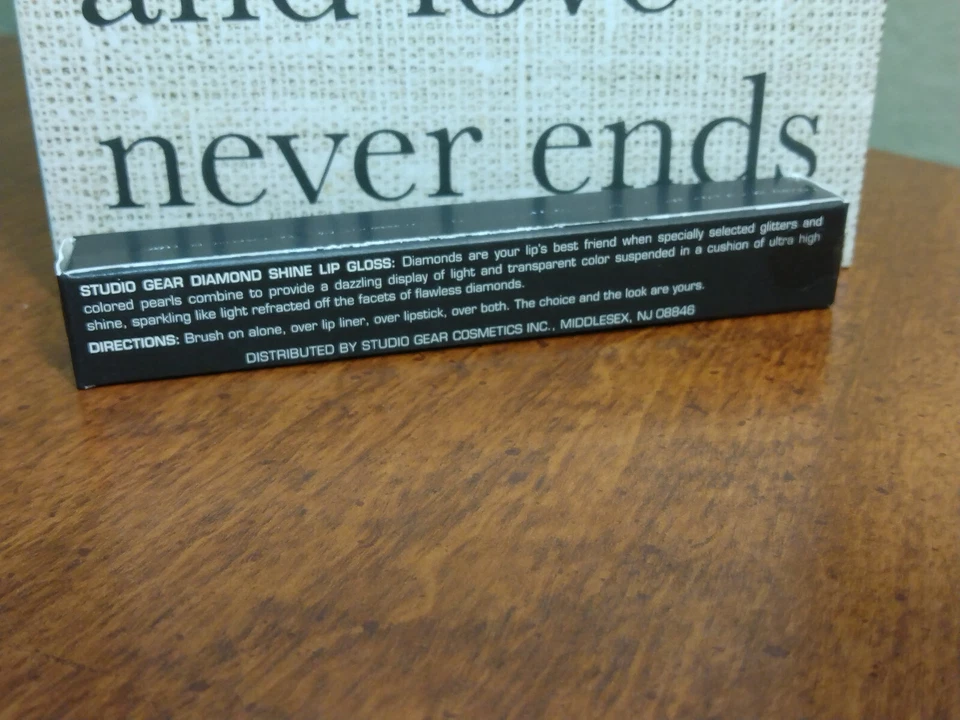 and love
never ends
STUDIO GEAR DIAMOND SHINE LIP GLOSS: Diamonds are your lip's best friend when specially selected glitters and
colored pearls combine to provide a dazzling display of light and transparent color suspended in a cushion of ultra high
shine, sparkling like light refracted off the facets of flawless diamonds.
DIRECTIONS: Brush on alone, over lip liner, over lipstick, over both. The choice and the look are yours.
DISTRIBUTED BY STUDIO GEAR COSMETICS INC., MIDDLESEX, NJ 08846